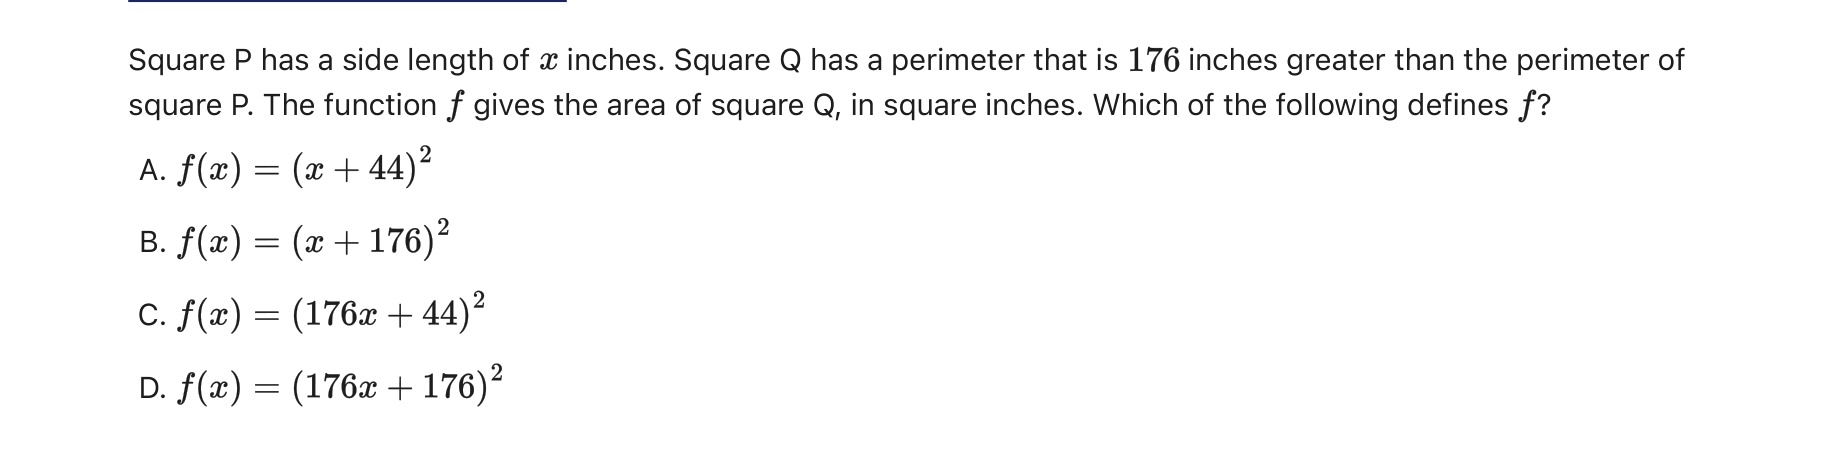 Square P has a side length of x inches. Square Q has a perimeter that is 176 inches greater than the perimeter of
square P. The function f gives the area of square Q, in square inches. Which of the following defines f?
A. f(x) = (x + 44)²
B. f(x) = (x + 176)²
C. f(x) = (176x + 44)²
D. f(x) = (176x + 176)²